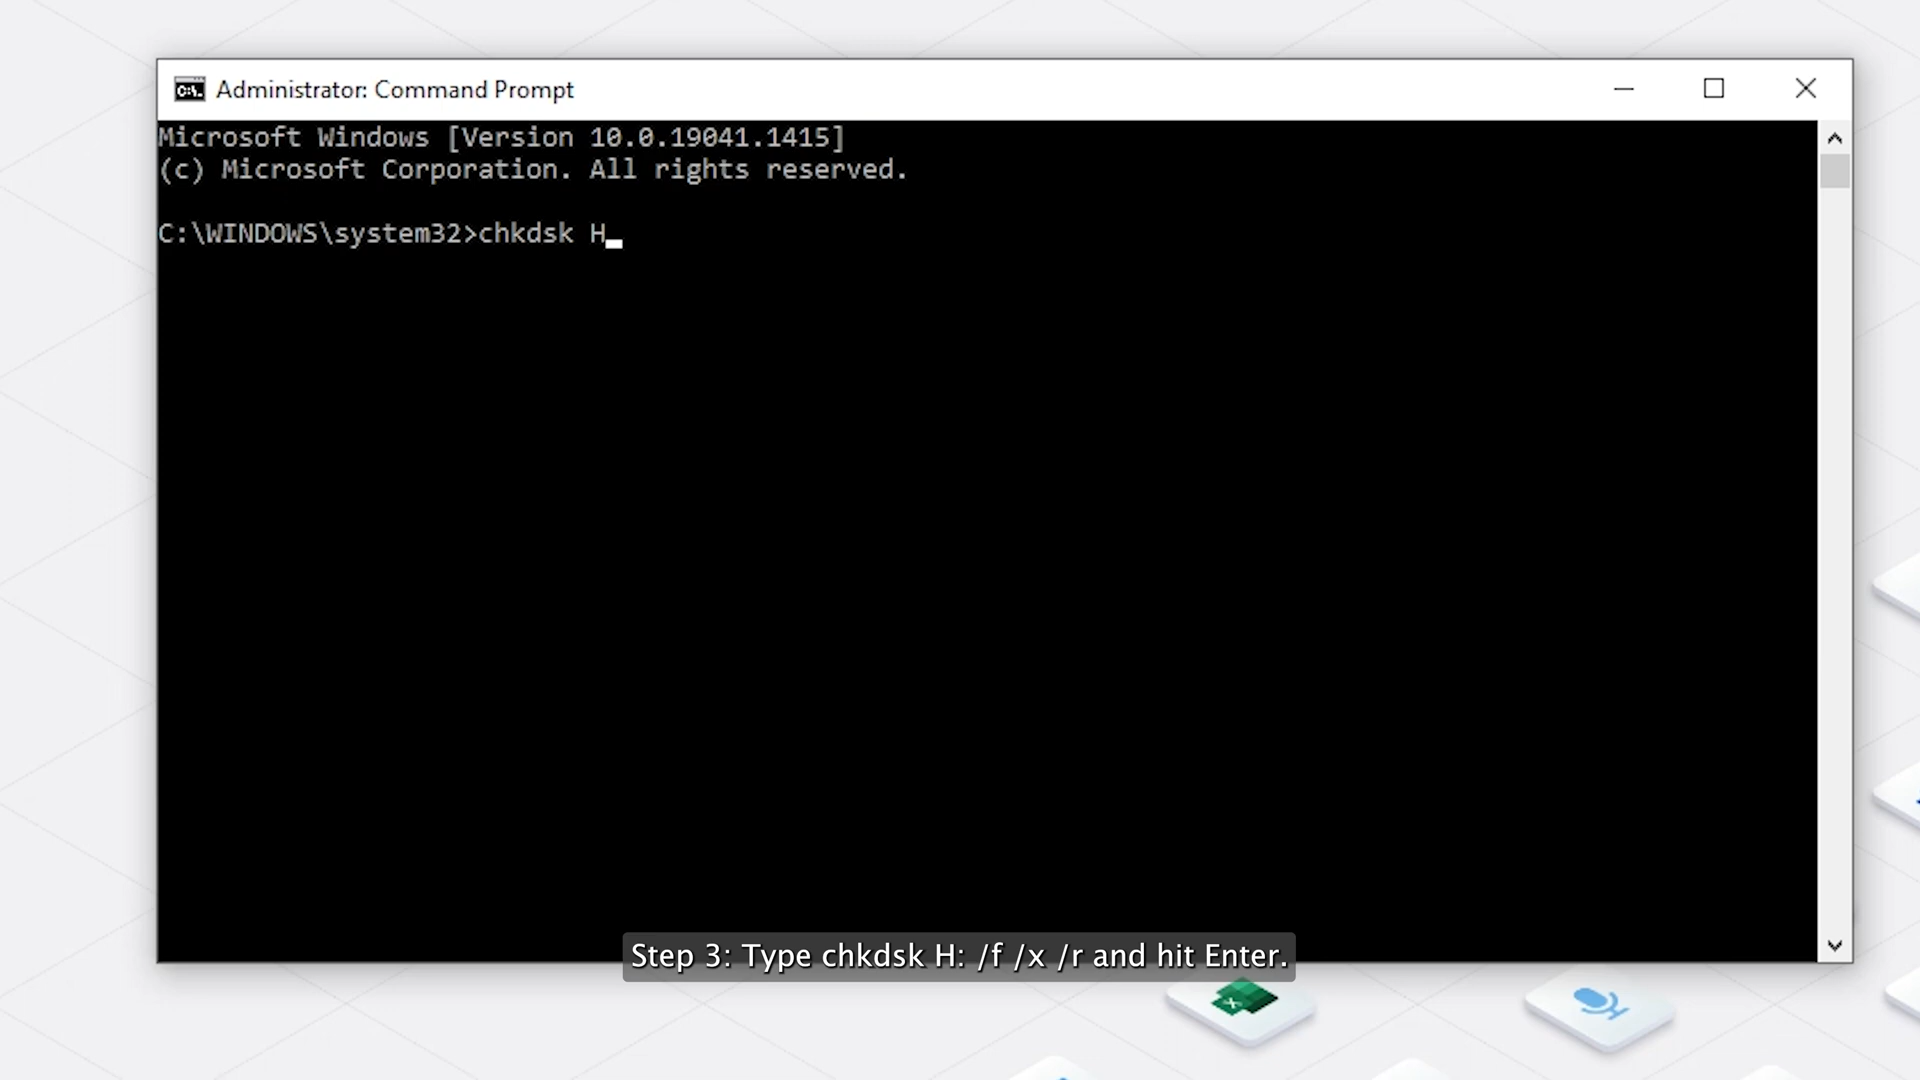 Administrator: Command Prompt
Microsoft Windows [Version 10.0.19041.1415]
(c) Microsoft Corporation. All rights reserved.
C:\WINDOWS\system32>chkdsk H
Step 3: Type chkdsk H: /f /x /r and hit Enter.